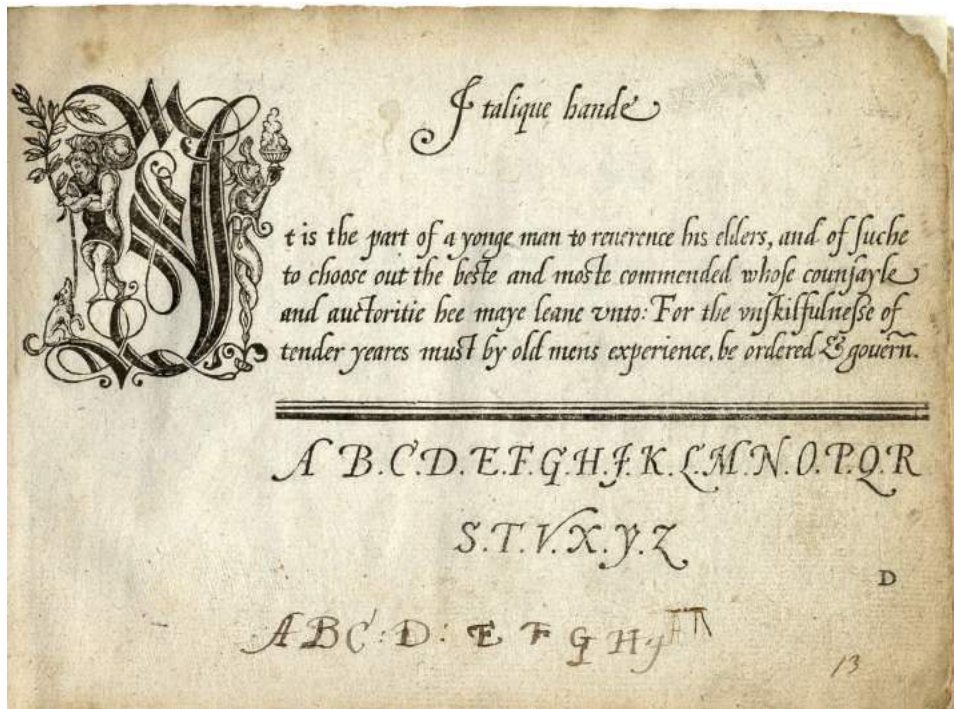 Italique hande
It is the part of a yonge man to reuerence his elders, and of ſuche
to chooſe out the beſte and moſte commended whoſe counſayle
and auctoritie hee maye leane vnto: For the vnſkilfulneſſe of
tender yeares muſt by old mens experience, be ordered & gouern̄.
A B.C.D.E.F.G.H.J.K.L.M.N.O.P.Q.R
S.T.V.X.y.Z
D
A B C : D : E F G H y
13